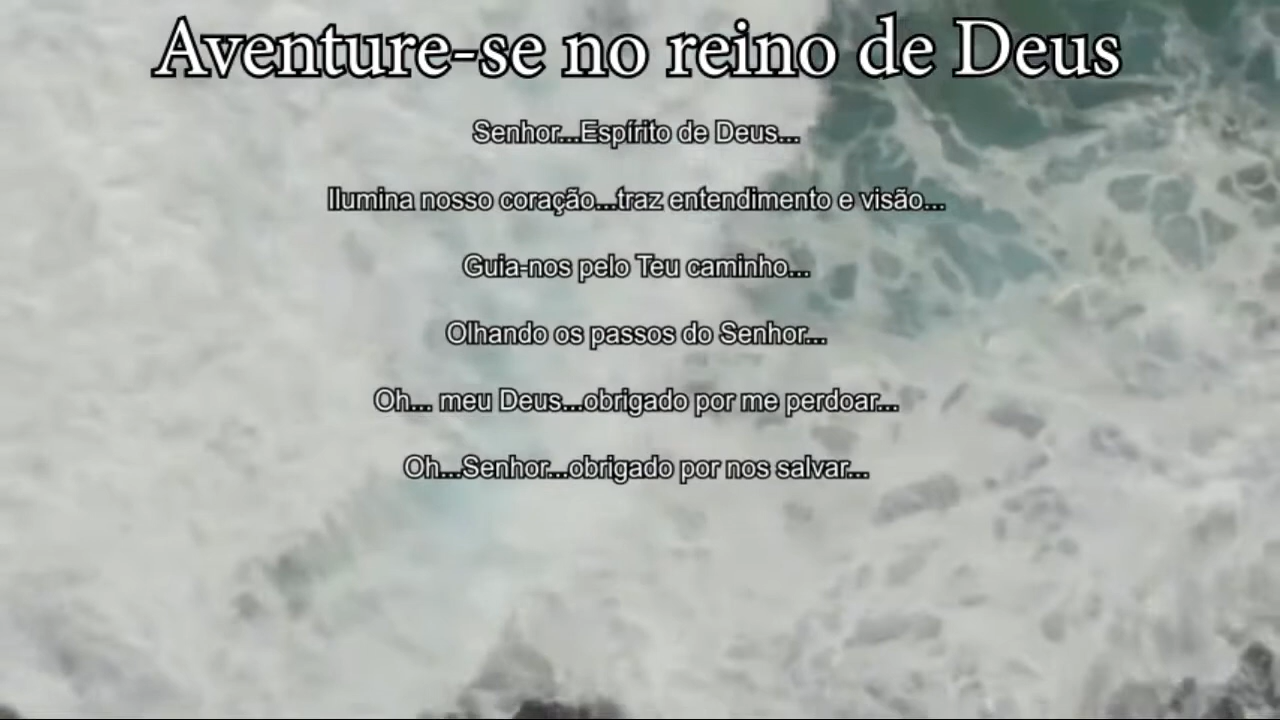 Aventure-se no reino de Deus
Senhor...Espírito de Deus...
Ilumina nosso coração...traz entendimento e visão...
Guia-nos pelo Teu caminho...
Olhando os passos do Senhor...
Oh... meu Deus...obrigado por me perdoar...
Oh...Senhor...obrigado por nos salvar...